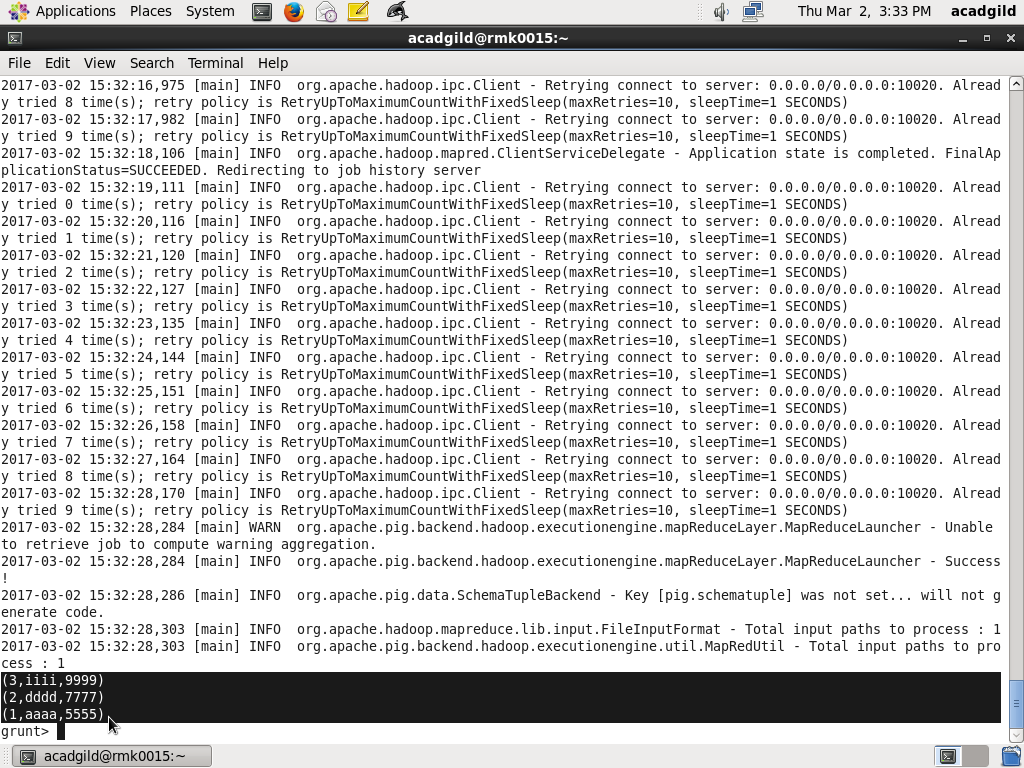 Applications Places System Thu Mar 2, 3:33 PM acadgild
acadgild@rmk0015:~
File Edit View Search Terminal Help
2017-03-02 15:32:16,975 [main] INFO  org.apache.hadoop.ipc.Client - Retrying connect to server: 0.0.0.0/0.0.0.0:10020. Alread
y tried 8 time(s); retry policy is RetryUpToMaximumCountWithFixedSleep(maxRetries=10, sleepTime=1 SECONDS)
2017-03-02 15:32:17,982 [main] INFO  org.apache.hadoop.ipc.Client - Retrying connect to server: 0.0.0.0/0.0.0.0:10020. Alread
y tried 9 time(s); retry policy is RetryUpToMaximumCountWithFixedSleep(maxRetries=10, sleepTime=1 SECONDS)
2017-03-02 15:32:18,106 [main] INFO  org.apache.hadoop.mapred.ClientServiceDelegate - Application state is completed. FinalAp
plicationStatus=SUCCEEDED. Redirecting to job history server
2017-03-02 15:32:19,111 [main] INFO  org.apache.hadoop.ipc.Client - Retrying connect to server: 0.0.0.0/0.0.0.0:10020. Alread
y tried 0 time(s); retry policy is RetryUpToMaximumCountWithFixedSleep(maxRetries=10, sleepTime=1 SECONDS)
2017-03-02 15:32:20,116 [main] INFO  org.apache.hadoop.ipc.Client - Retrying connect to server: 0.0.0.0/0.0.0.0:10020. Alread
y tried 1 time(s); retry policy is RetryUpToMaximumCountWithFixedSleep(maxRetries=10, sleepTime=1 SECONDS)
2017-03-02 15:32:21,120 [main] INFO  org.apache.hadoop.ipc.Client - Retrying connect to server: 0.0.0.0/0.0.0.0:10020. Alread
y tried 2 time(s); retry policy is RetryUpToMaximumCountWithFixedSleep(maxRetries=10, sleepTime=1 SECONDS)
2017-03-02 15:32:22,127 [main] INFO  org.apache.hadoop.ipc.Client - Retrying connect to server: 0.0.0.0/0.0.0.0:10020. Alread
y tried 3 time(s); retry policy is RetryUpToMaximumCountWithFixedSleep(maxRetries=10, sleepTime=1 SECONDS)
2017-03-02 15:32:23,135 [main] INFO  org.apache.hadoop.ipc.Client - Retrying connect to server: 0.0.0.0/0.0.0.0:10020. Alread
y tried 4 time(s); retry policy is RetryUpToMaximumCountWithFixedSleep(maxRetries=10, sleepTime=1 SECONDS)
2017-03-02 15:32:24,144 [main] INFO  org.apache.hadoop.ipc.Client - Retrying connect to server: 0.0.0.0/0.0.0.0:10020. Alread
y tried 5 time(s); retry policy is RetryUpToMaximumCountWithFixedSleep(maxRetries=10, sleepTime=1 SECONDS)
2017-03-02 15:32:25,151 [main] INFO  org.apache.hadoop.ipc.Client - Retrying connect to server: 0.0.0.0/0.0.0.0:10020. Alread
y tried 6 time(s); retry policy is RetryUpToMaximumCountWithFixedSleep(maxRetries=10, sleepTime=1 SECONDS)
2017-03-02 15:32:26,158 [main] INFO  org.apache.hadoop.ipc.Client - Retrying connect to server: 0.0.0.0/0.0.0.0:10020. Alread
y tried 7 time(s); retry policy is RetryUpToMaximumCountWithFixedSleep(maxRetries=10, sleepTime=1 SECONDS)
2017-03-02 15:32:27,164 [main] INFO  org.apache.hadoop.ipc.Client - Retrying connect to server: 0.0.0.0/0.0.0.0:10020. Alread
y tried 8 time(s); retry policy is RetryUpToMaximumCountWithFixedSleep(maxRetries=10, sleepTime=1 SECONDS)
2017-03-02 15:32:28,170 [main] INFO  org.apache.hadoop.ipc.Client - Retrying connect to server: 0.0.0.0/0.0.0.0:10020. Alread
y tried 9 time(s); retry policy is RetryUpToMaximumCountWithFixedSleep(maxRetries=10, sleepTime=1 SECONDS)
2017-03-02 15:32:28,284 [main] WARN  org.apache.pig.backend.hadoop.executionengine.mapReduceLayer.MapReduceLauncher - Unable
to retrieve job to compute warning aggregation.
2017-03-02 15:32:28,284 [main] INFO  org.apache.pig.backend.hadoop.executionengine.mapReduceLayer.MapReduceLauncher - Success
!
2017-03-02 15:32:28,286 [main] INFO  org.apache.pig.data.SchemaTupleBackend - Key [pig.schematuple] was not set... will not g
enerate code.
2017-03-02 15:32:28,303 [main] INFO  org.apache.hadoop.mapreduce.lib.input.FileInputFormat - Total input paths to process : 1
2017-03-02 15:32:28,303 [main] INFO  org.apache.pig.backend.hadoop.executionengine.util.MapRedUtil - Total input paths to pro
cess : 1
(3,iiii,9999)
(2,dddd,7777)
(1,aaaa,5555)
grunt>
acadgild@rmk0015:~